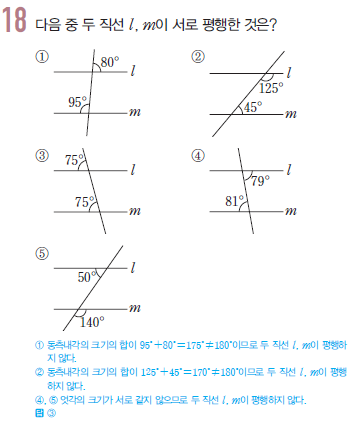 18 다음 중 두 직선 l, m이 서로 평행한 것은?
① 80° l
95° m
② l
125°
45° m
③ 75° l
75° m
④ l
79°
81° m
⑤ l
50°
m
140°
① 동측내각의 크기의 합이 95°+80°=175°≠180°이므로 두 직선 l, m이 평행하
지 않다.
② 동측내각의 크기의 합이 125°+45°=170°≠180°이므로 두 직선 l, m이 평행
하지 않다.
④, ⑤ 엇각의 크기가 서로 같지 않으므로 두 직선 l, m이 평행하지 않다.
답 ③